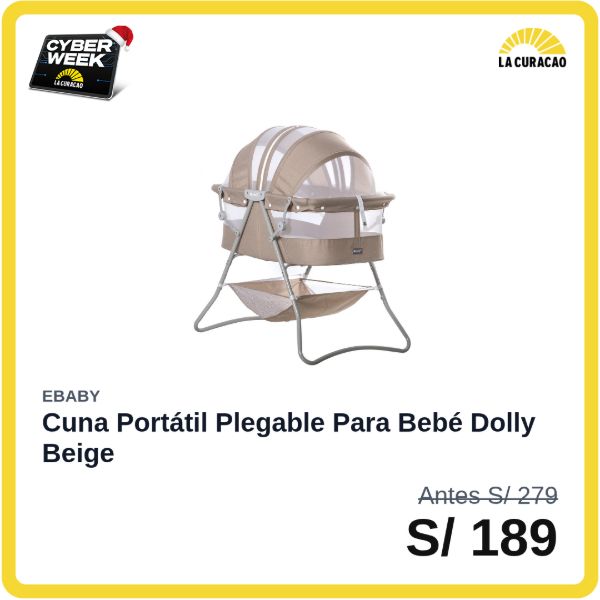 CYBER
WEEK
LA CURACAO
LA CURACAO
EBABY
Cuna Portátil Plegable Para Bebé Dolly
Beige
Antes S/ 279
S/ 189